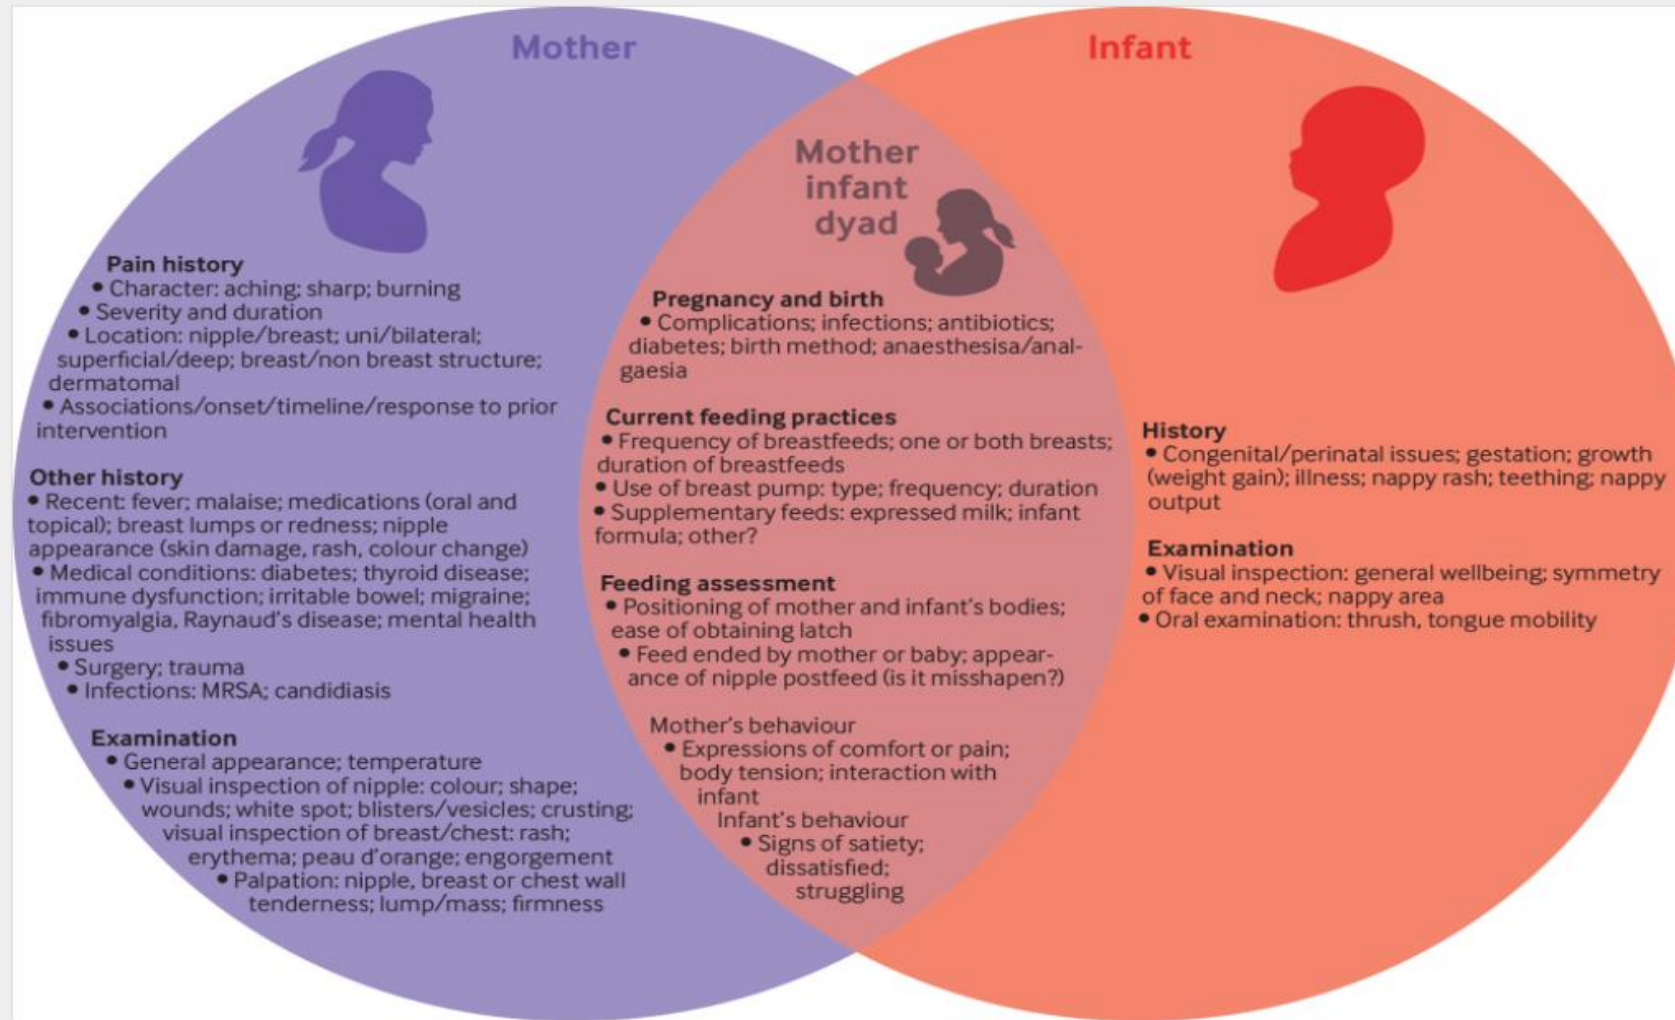 Mother
Pain history
• Character: aching; sharp; burning
• Severity and duration
• Location: nipple/breast; uni/bilateral;
superficial/deep; breast/non breast structure;
dermatomal
• Associations/onset/timeline/response to prior
intervention
Other history
• Recent: fever; malaise; medications (oral and
topical); breast lumps or redness; nipple
appearance (skin damage, rash, colour change)
• Medical conditions: diabetes; thyroid disease;
immune dysfunction; irritable bowel; migraine;
fibromyalgia, Raynaud's disease; mental health
issues
• Surgery; trauma
• Infections: MRSA; candidiasis
Examination
• General appearance; temperature
• Visual inspection of nipple: colour; shape;
wounds; white spot; blisters/vesicles; crusting;
visual inspection of breast/chest: rash;
erythema; peau d'orange; engorgement
• Palpation: nipple, breast or chest wall
tenderness; lump/mass; firmness
Mother
infant
dyad
Pregnancy and birth
• Complications; infections; antibiotics;
diabetes; birth method; anaesthesisa/anal-
gaesia
Current feeding practices
• Frequency of breastfeeds; one or both breasts;
duration of breastfeeds
• Use of breast pump: type; frequency; duration
• Supplementary feeds: expressed milk; infant
formula; other?
Feeding assessment
• Positioning of mother and infant's bodies;
ease of obtaining latch
• Feed ended by mother or baby; appear-
ance of nipple postfeed (is it misshapen?)
Mother's behaviour
• Expressions of comfort or pain;
body tension; interaction with
infant
Infant's behaviour
• Signs of satiety;
dissatisfied;
struggling
Infant
History
• Congenital/perinatal issues; gestation; growth
(weight gain); illness; nappy rash; teething; nappy
output
Examination
• Visual inspection: general wellbeing; symmetry
of face and neck; nappy area
• Oral examination: thrush, tongue mobility